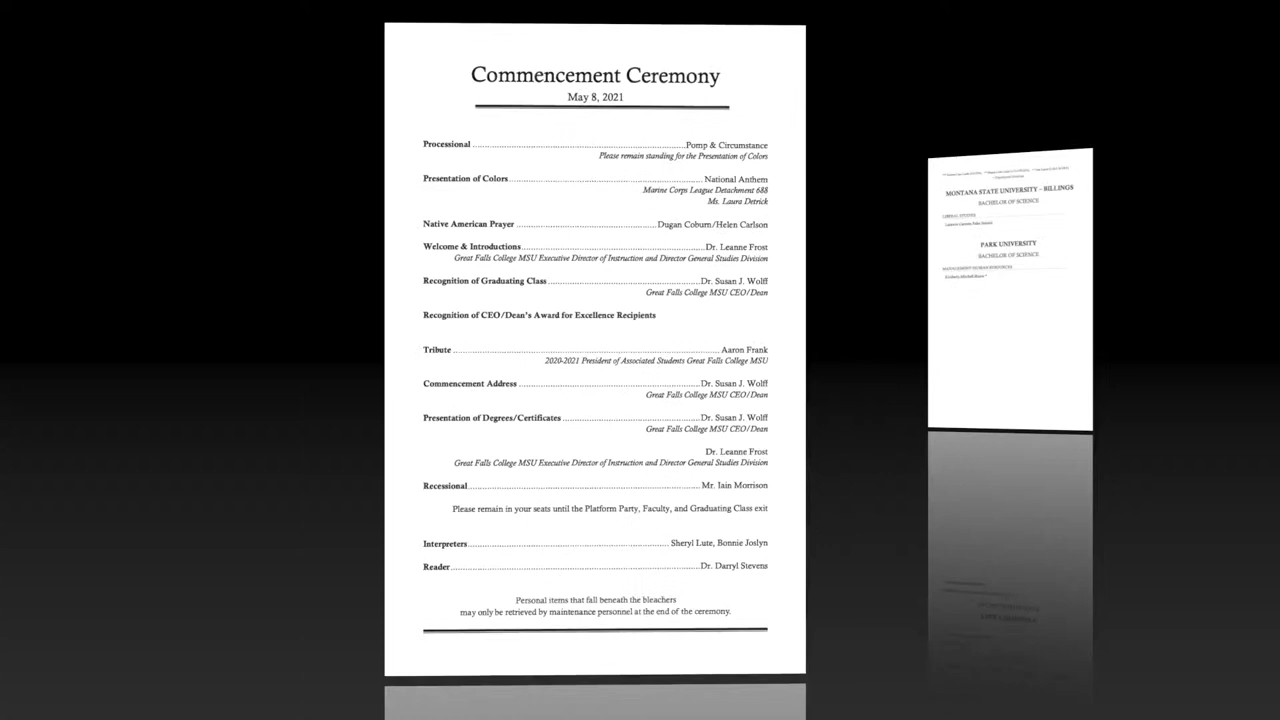 Commencement Ceremony
May 8, 2021
Processional ........ Pomp & Circumstance
Please remain standing for the Presentation of Colors
Presentation of Colors ........ National Anthem
Marine Corps League Detachment 688
Ms. Laura Detrick
Native American Prayer ........ Dugan Coburn/Helen Carlson
Welcome & Introductions ........ Dr. Leanne Frost
Great Falls College MSU Executive Director of Instruction and Director General Studies Division
Recognition of Graduating Class ........ Dr. Susan J. Wolff
Great Falls College MSU CEO/Dean
Recognition of CEO/Dean's Award for Excellence Recipients
Tribute ........ Aaron Frank
2020-2021 President of Associated Students Great Falls College MSU
Commencement Address ........ Dr. Susan J. Wolff
Great Falls College MSU CEO/Dean
Presentation of Degrees/Certificates ........ Dr. Susan J. Wolff
Great Falls College MSU CEO/Dean
Dr. Leanne Frost
Great Falls College MSU Executive Director of Instruction and Director General Studies Division
Recessional ........ Mr. Iain Morrison
Please remain in your seats until the Platform Party, Faculty, and Graduating Class exit
Interpreters ........ Sheryl Lute, Bonnie Joslyn
Reader ........ Dr. Darryl Stevens
Personal items that fall beneath the bleachers
may only be retrieved by maintenance personnel at the end of the ceremony.
MONTANA STATE UNIVERSITY - BILLINGS
BACHELOR OF SCIENCE
LIBERAL STUDIES
PARK UNIVERSITY
BACHELOR OF SCIENCE
MANAGEMENT/HUMAN RESOURCES